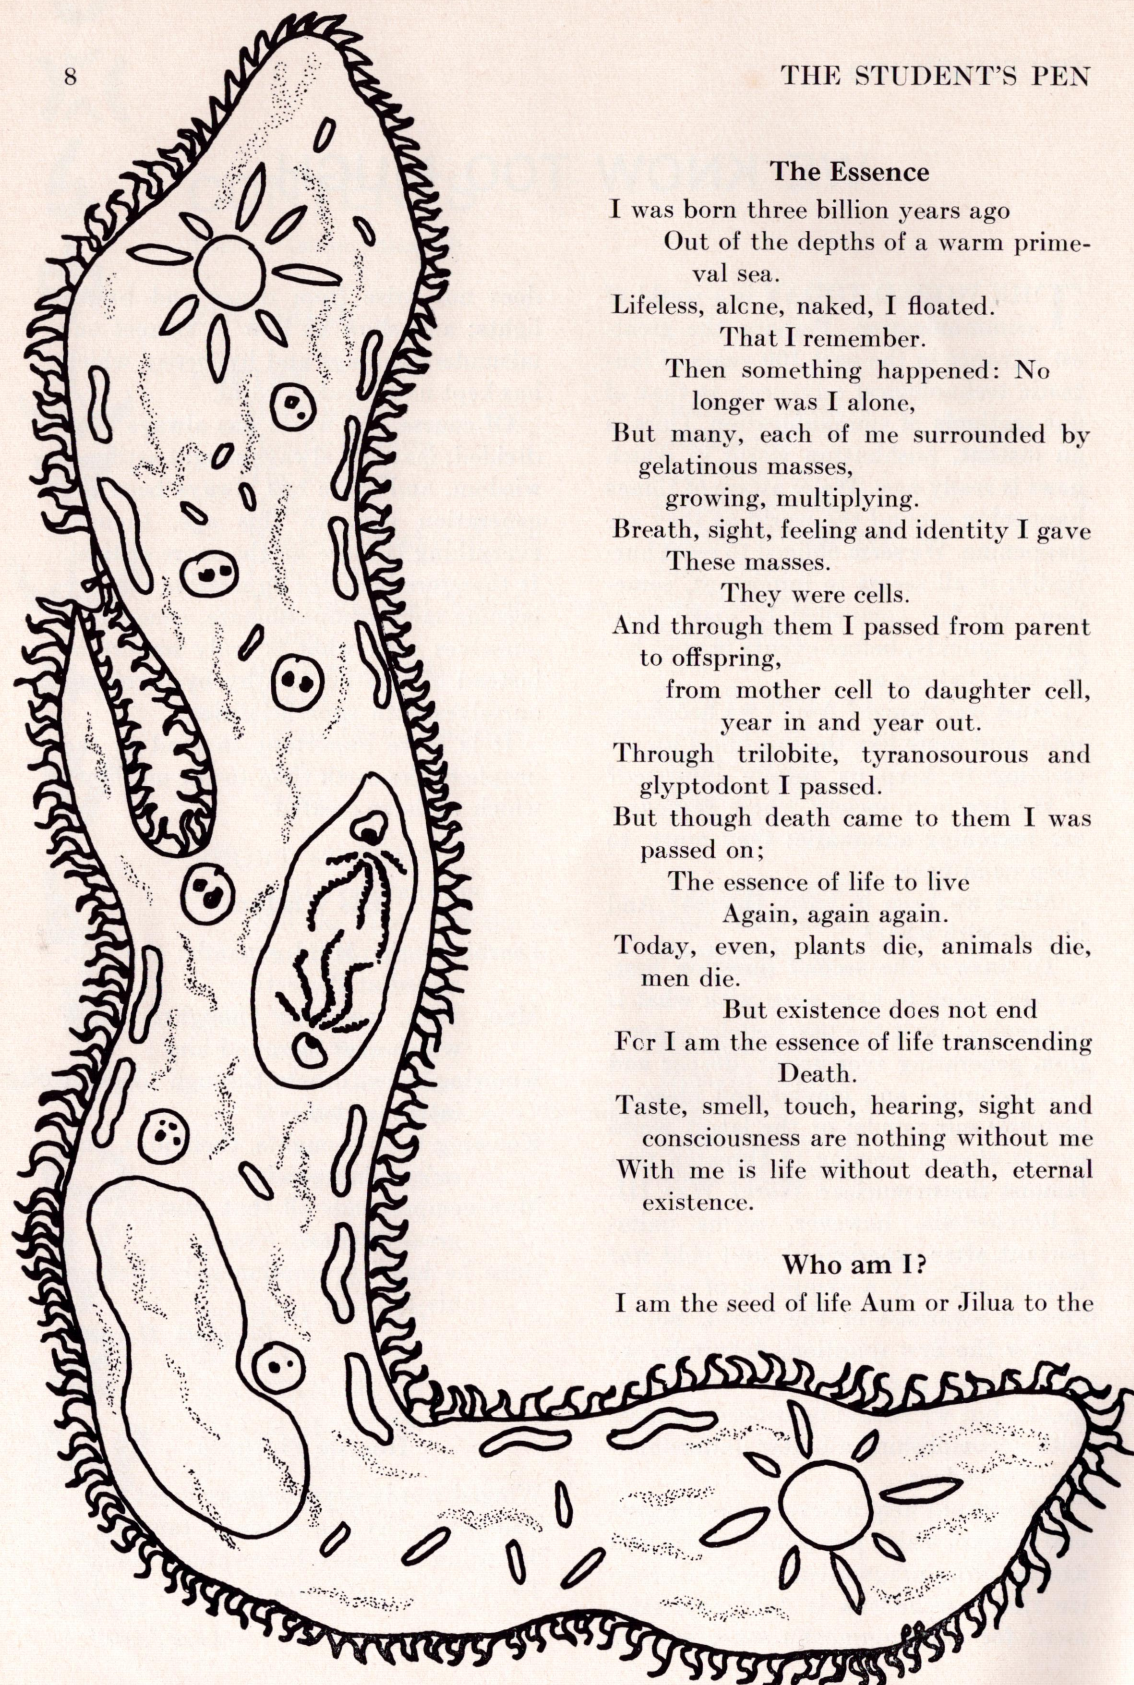 8
THE STUDENT'S PEN
The Essence
I was born three billion years ago
Out of the depths of a warm prime-
val sea.
Lifeless, alcne, naked, I floated.
That I remember.
Then something happened: No
longer was I alone,
But many, each of me surrounded by
gelatinous masses,
growing, multiplying.
Breath, sight, feeling and identity I gave
These masses.
They were cells.
And through them I passed from parent
to offspring,
from mother cell to daughter cell,
year in and year out.
Through trilobite, tyranosourous and
glyptodont I passed.
But though death came to them I was
passed on;
The essence of life to live
Again, again again.
Today, even, plants die, animals die,
men die.
But existence dces not end
Fcr I am the essence of life transcending
Death.
Taste, smell, touch, hearing, sight and
consciousness are nothing without me
With me is life without death, eternal
existence.
Who am I?
I am the seed of life Aum or Jilua to the